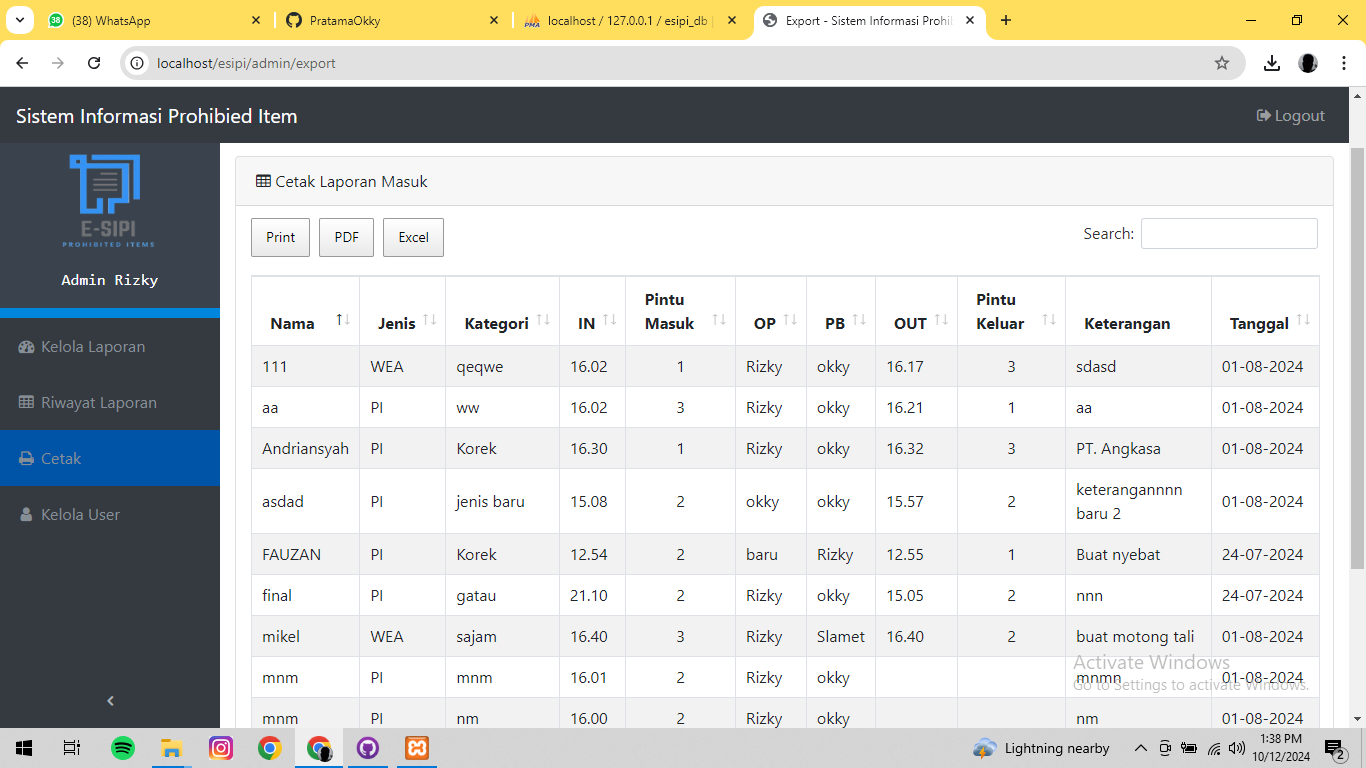 (38) WhatsApp
PratamaOkky
localhost / 127.0.0.1 / esipi_db |
Export - Sistem Informasi Prohil
localhost/esipi/admin/export
Sistem Informasi Prohibied Item
Logout
E-SIPI
PROHIBITED ITEMS
Admin Rizky
Kelola Laporan
Riwayat Laporan
Cetak
Kelola User
Cetak Laporan Masuk
Print PDF Excel Search:
Nama Jenis Kategori IN Pintu Masuk OP PB OUT Pintu Keluar Keterangan Tanggal
111 WEA qeqwe 16.02 1 Rizky okky 16.17 3 sdasd 01-08-2024
aa PI ww 16.02 3 Rizky okky 16.21 1 aa 01-08-2024
Andriansyah PI Korek 16.30 1 Rizky okky 16.32 3 PT. Angkasa 01-08-2024
asdad PI jenis baru 15.08 2 okky okky 15.57 2 keterangannnn baru 2 01-08-2024
FAUZAN PI Korek 12.54 2 baru Rizky 12.55 1 Buat nyebat 24-07-2024
final PI gatau 21.10 2 Rizky okky 15.05 2 nnn 24-07-2024
mikel WEA sajam 16.40 3 Rizky Slamet 16.40 2 buat motong tali 01-08-2024
mnm PI mnm 16.01 2 Rizky okky mnmn 01-08-2024
mnm PI nm 16.00 2 Rizky okky nm 01-08-2024
Activate Windows
Go to Settings to activate Windows.
Lightning nearby
1:38 PM
10/12/2024
2